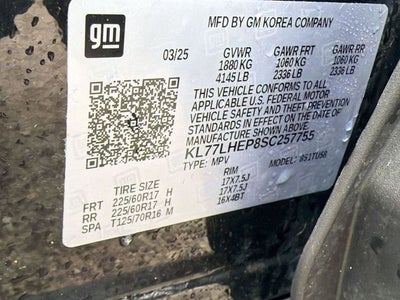 gm
MFD BY GM KOREA COMPANY
03/25 GVWR GAWR FRT GAWR RR
1880 KG 1060 KG 1060 KG
4145 LB 2336 LB 2336 LB
THIS VEHICLE CONFORMS TO ALL
APPLICABLE U.S. FEDERAL MOTOR
VEHICLE SAFETY STANDARDS
IN EFFECT ON THE DATE OF
MANUFACTURE SHOWN ABOVE.
KL77LHEP8SC257755
TYPE: MPV MODEL: 851TU58
TIRE SIZE RIM
FRT 225/60R17 H 17X7.5J
RR 225/60R17 H 17X7.5J
SPA T125/70R16 M 16X4BT